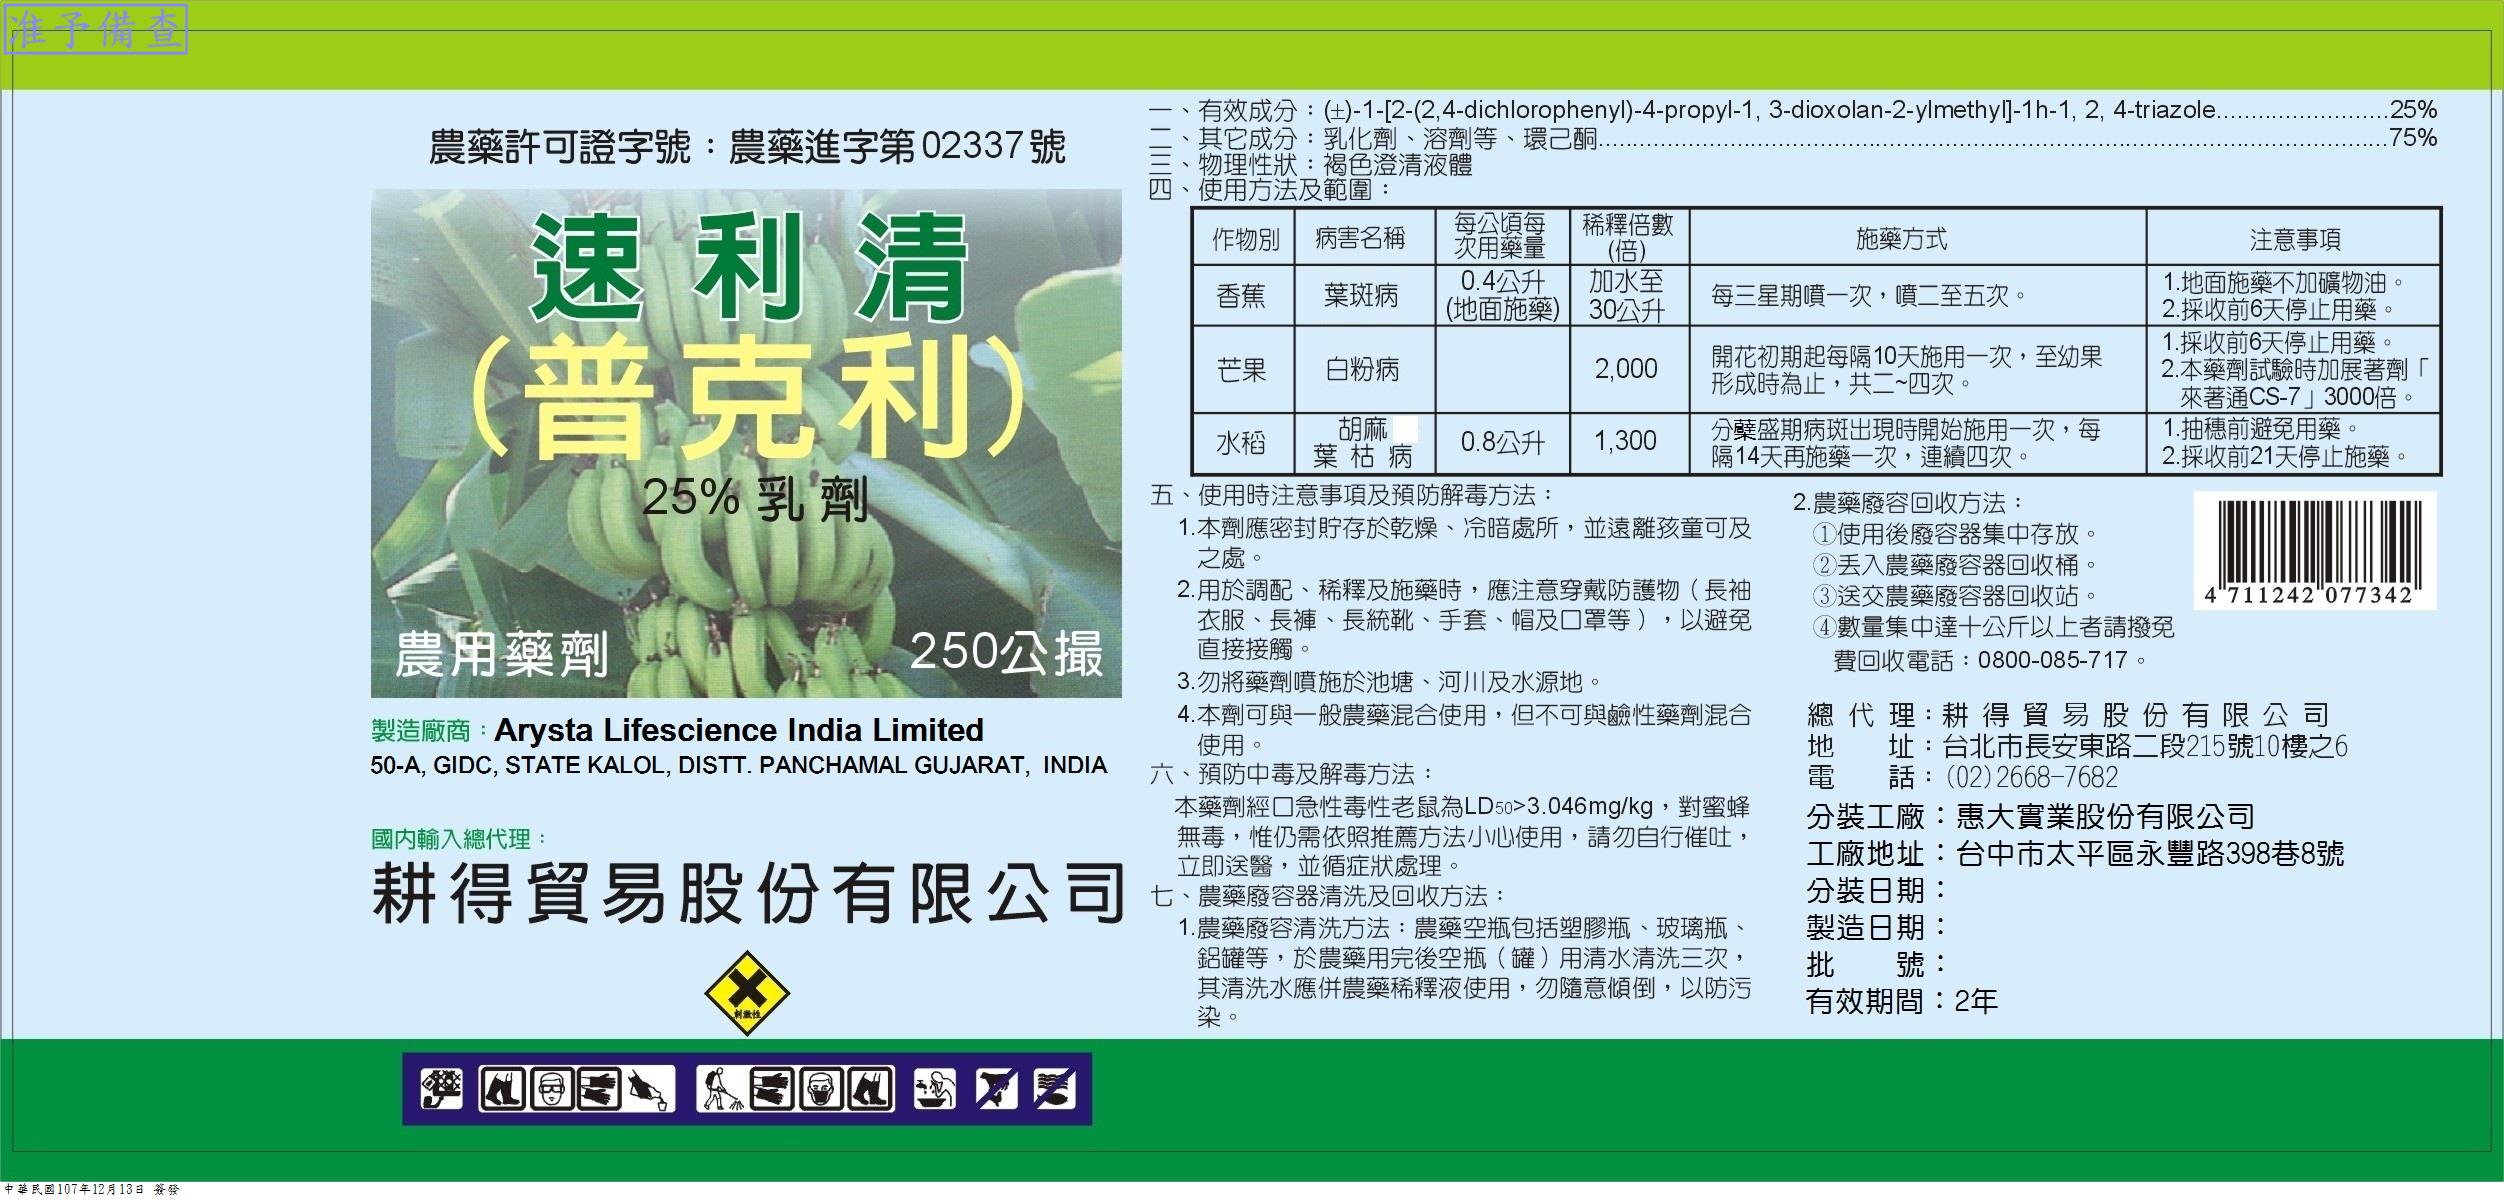 准予備查
農藥許可證字號：農藥進字第02337號
速利清
(普克利)
25% 乳劑
農用藥劑 250公撮
製造廠商：Arysta Lifescience India Limited
50-A, GIDC, STATE KALOL, DISTT. PANCHAMAL GUJARAT, INDIA
國內輸入總代理：
耕得貿易股份有限公司
刺激性
一、有效成分：(±)-1-[2-(2,4-dichlorophenyl)-4-propyl-1, 3-dioxolan-2-ylmethyl]-1h-1, 2, 4-triazole.........................25%
二、其它成分：乳化劑、溶劑等、環己酮..................................................................................................................75%
三、物理性狀：褐色澄清液體
四、使用方法及範圍：
作物別 病害名稱 每公頃每次用藥量 稀釋倍數(倍) 施藥方式 注意事項
香蕉 葉斑病 0.4公升(地面施藥) 加水至30公升 每三星期噴一次，噴二至五次。 1.地面施藥不加礦物油。
2.採收前6天停止用藥。
芒果 白粉病 2,000 開花初期起每隔10天施用一次，至幼果
形成時為止，共二~四次。 1.採收前6天停止用藥。
2.本藥劑試驗時加展著劑「
來著通CS-7」3000倍。
水稻 胡麻葉枯病 0.8公升 1,300 分蘗盛期病斑出現時開始施用一次，每
隔14天再施藥一次，連續四次。 1.抽穗前避免用藥。
2.採收前21天停止施藥。
五、使用時注意事項及預防解毒方法：
1.本劑應密封貯存於乾燥、冷暗處所，並遠離孩童可及
之處。
2.用於調配、稀釋及施藥時，應注意穿戴防護物（長袖
衣服、長褲、長統靴、手套、帽及口罩等），以避免
直接接觸。
3.勿將藥劑噴施於池塘、河川及水源地。
4.本劑可與一般農藥混合使用，但不可與鹼性藥劑混合
使用。
六、預防中毒及解毒方法：
本藥劑經口急性毒性老鼠為LD50>3.046mg/kg，對蜜蜂
無毒，惟仍需依照推薦方法小心使用，請勿自行催吐，
立即送醫，並循症狀處理。
七、農藥廢容器清洗及回收方法：
1.農藥廢容清洗方法：農藥空瓶包括塑膠瓶、玻璃瓶、
鋁罐等，於農藥用完後空瓶（罐）用清水清洗三次，
其清洗水應併農藥稀釋液使用，勿隨意傾倒，以防污
染。
2.農藥廢容回收方法：
①使用後廢容器集中存放。
②丟入農藥廢容器回收桶。
③送交農藥廢容器回收站。
④數量集中達十公斤以上者請撥免
費回收電話：0800-085-717。
4 711242 077342
總代理：耕得貿易股份有限公司
地址：台北市長安東路二段215號10樓之6
電話：(02)2668-7682
分裝工廠：惠大實業股份有限公司
工廠地址：台中市太平區永豐路398巷8號
分裝日期：
製造日期：
批號：
有效期間：2年
中華民國107年12月13日 簽發